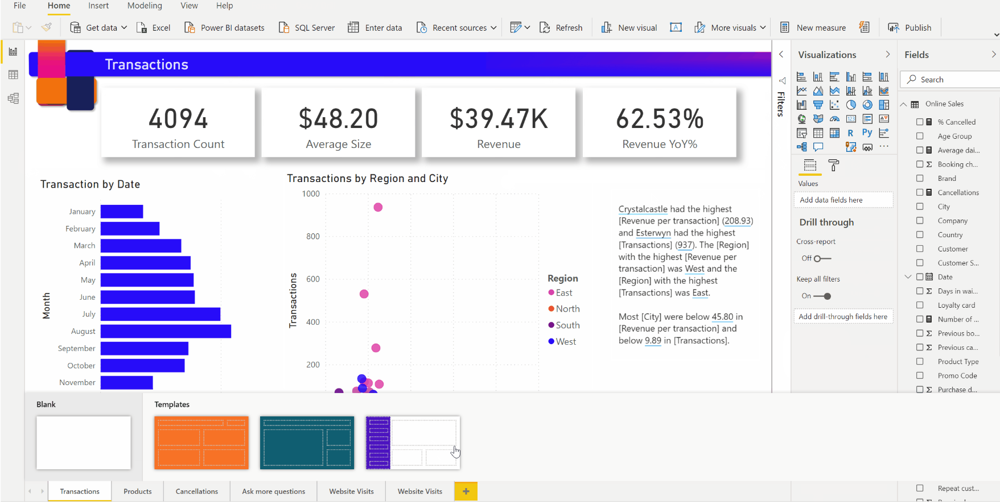 File Home Insert Modeling View Help
Get data Excel Power BI datasets SQL Server Enter data Recent sources Refresh New visual A More visuals New measure Publish
Transactions
4094
Transaction Count
$48.20
Average Size
$39.47K
Revenue
62.53%
Revenue YoY%
Transaction by Date
Month
January
February
March
April
May
June
July
August
September
October
November
Transactions by Region and City
Transactions
1000
800
600
400
200
Region
East
North
South
West
Crystalcastle had the highest
[Revenue per transaction] (208.93)
and Esterwyn had the highest
[Transactions] (937). The [Region]
with the highest [Revenue per
transaction] was West and the
[Region] with the highest
[Transactions] was East.
Most [City] were below 45.80 in
[Revenue per transaction] and
below 9.89 in [Transactions].
Filters
Visualizations
123
R Py
...
Values
Add data fields here
Drill through
Cross-report
Off
Keep all filters
On
Add drill-through fields here
Fields
Search
Online Sales
% Cancelled
Age Group
Average dai...
Σ Booking ch...
Brand
Cancellations
City
Company
Country
Customer
Customer S...
Date
Σ Days in wai...
Loyalty card
Number of ...
Σ Previous bo...
Σ Previous ca...
Product Type
Promo Code
Σ Purchase d...
Repeat cust...
Blank
Templates
Transactions Products Cancellations Ask more questions Website Visits Website Visits +